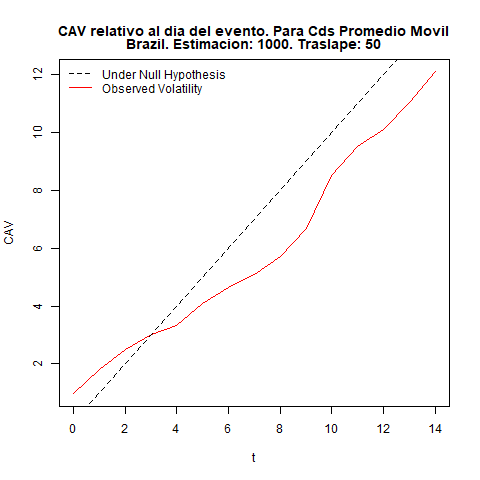 CAV relativo al dia del evento. Para Cds Promedio Movil
Brazil. Estimacion: 1000. Traslape: 50
Under Null Hypothesis
Observed Volatility
CAV
12
10
8
6
4
2
0 2 4 6 8 10 12 14
t